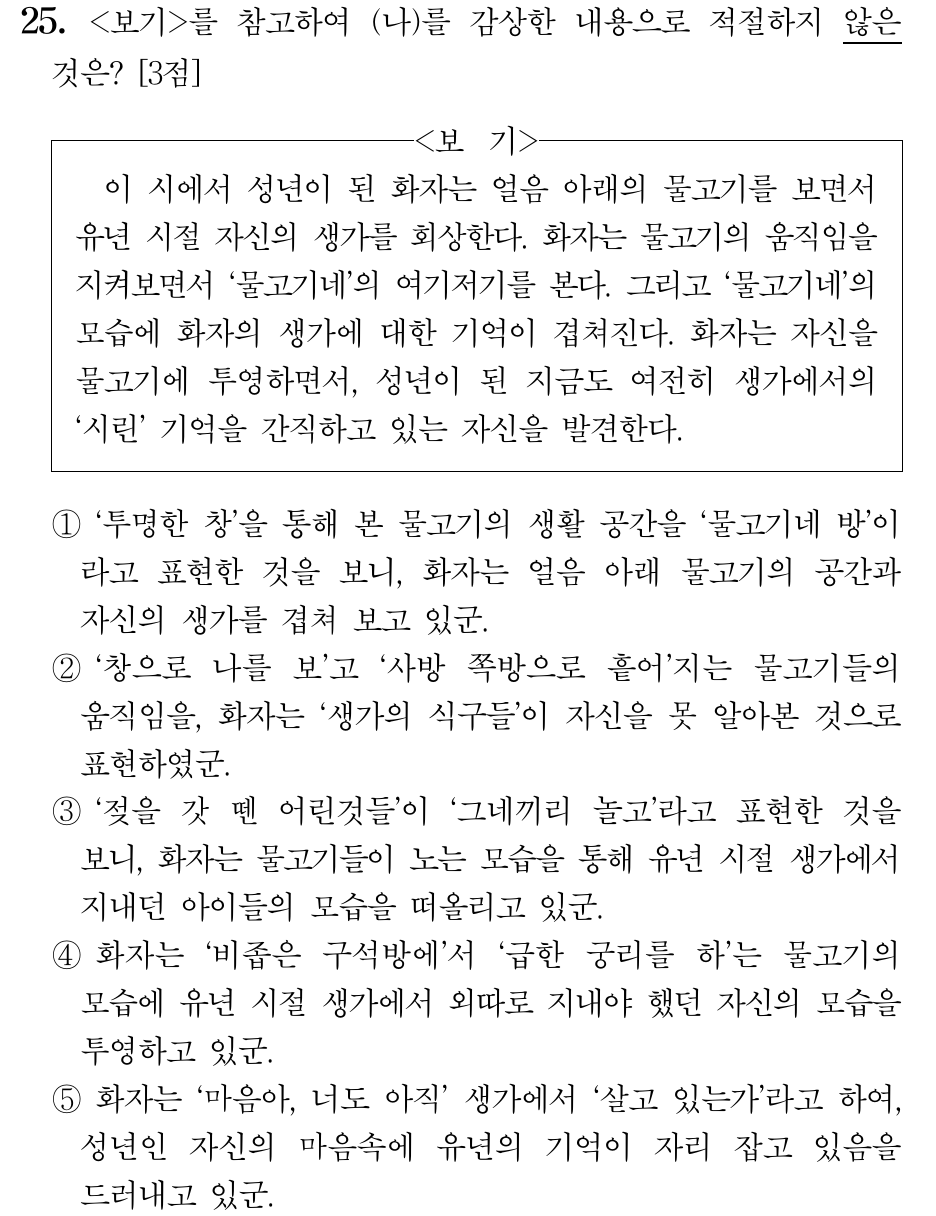 25. <보기>를 참고하여 (나)를 감상한 내용으로 적절하지 않은
것은? [3점]
<보 기>
이 시에서 성년이 된 화자는 얼음 아래의 물고기를 보면서
유년 시절 자신의 생가를 회상한다. 화자는 물고기의 움직임을
지켜보면서 ‘물고기네’의 여기저기를 본다. 그리고 ‘물고기네’의
모습에 화자의 생가에 대한 기억이 겹쳐진다. 화자는 자신을
물고기에 투영하면서, 성년이 된 지금도 여전히 생가에서의
‘시린’ 기억을 간직하고 있는 자신을 발견한다.
① ‘투명한 창’을 통해 본 물고기의 생활 공간을 ‘물고기네 방’이
라고 표현한 것을 보니, 화자는 얼음 아래 물고기의 공간과
자신의 생가를 겹쳐 보고 있군.
② ‘창으로 나를 보’고 ‘사방 쪽방으로 흩어’지는 물고기들의
움직임을, 화자는 ‘생가의 식구들’이 자신을 못 알아본 것으로
표현하였군.
③ ‘젖을 갓 뗀 어린것들’이 ‘그네끼리 놀고’라고 표현한 것을
보니, 화자는 물고기들이 노는 모습을 통해 유년 시절 생가에서
지내던 아이들의 모습을 떠올리고 있군.
④ 화자는 ‘비좁은 구석방에’서 ‘급한 궁리를 하’는 물고기의
모습에 유년 시절 생가에서 외따로 지내야 했던 자신의 모습을
투영하고 있군.
⑤ 화자는 ‘마음아, 너도 아직’ 생가에서 ‘살고 있는가’라고 하여,
성년인 자신의 마음속에 유년의 기억이 자리 잡고 있음을
드러내고 있군.